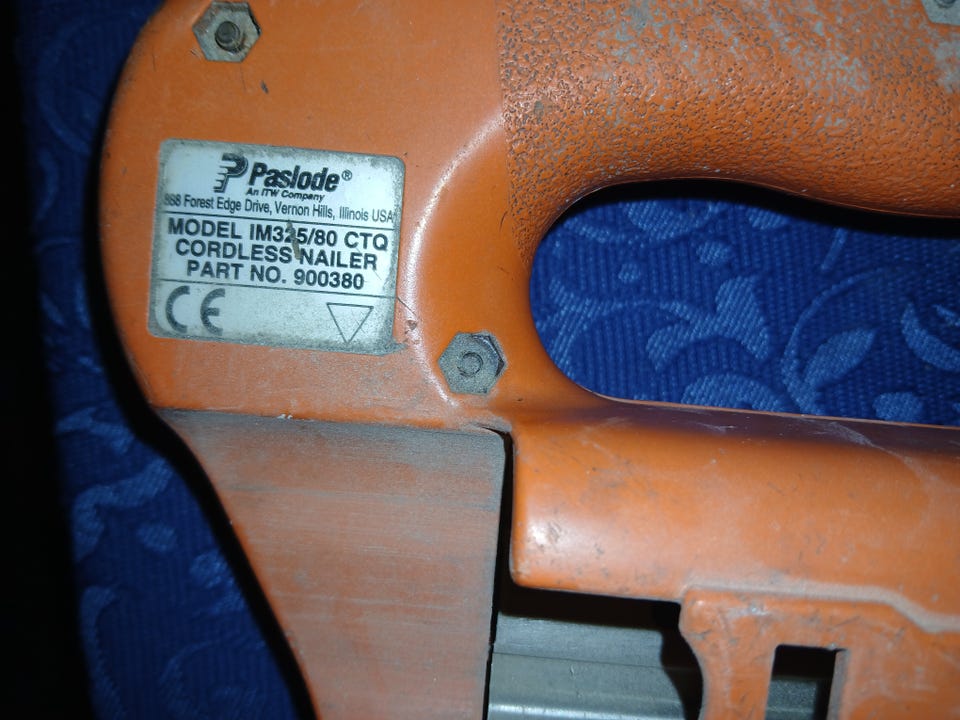 Paslode®
An ITW Company
888 Forest Edge Drive, Vernon Hills, Illinois USA
MODEL IM325/80 CTQ
CORDLESS NAILER
PART NO. 900380
CE